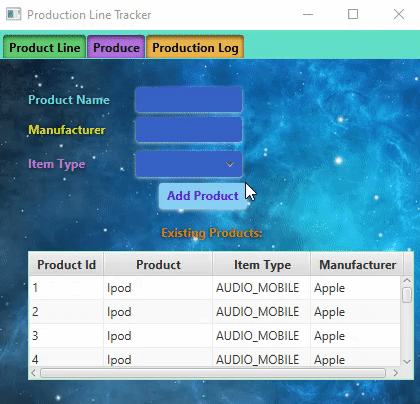 Production Line Tracker
Product Line Produce Production Log
Product Name
Manufacturer
Item Type
Add Product
Existing Products:
Product Id Product Item Type Manufacturer
1 Ipod AUDIO_MOBILE Apple
2 Ipod AUDIO_MOBILE Apple
3 Ipod AUDIO_MOBILE Apple
4 Ipod AUDIO_MOBILE Apple